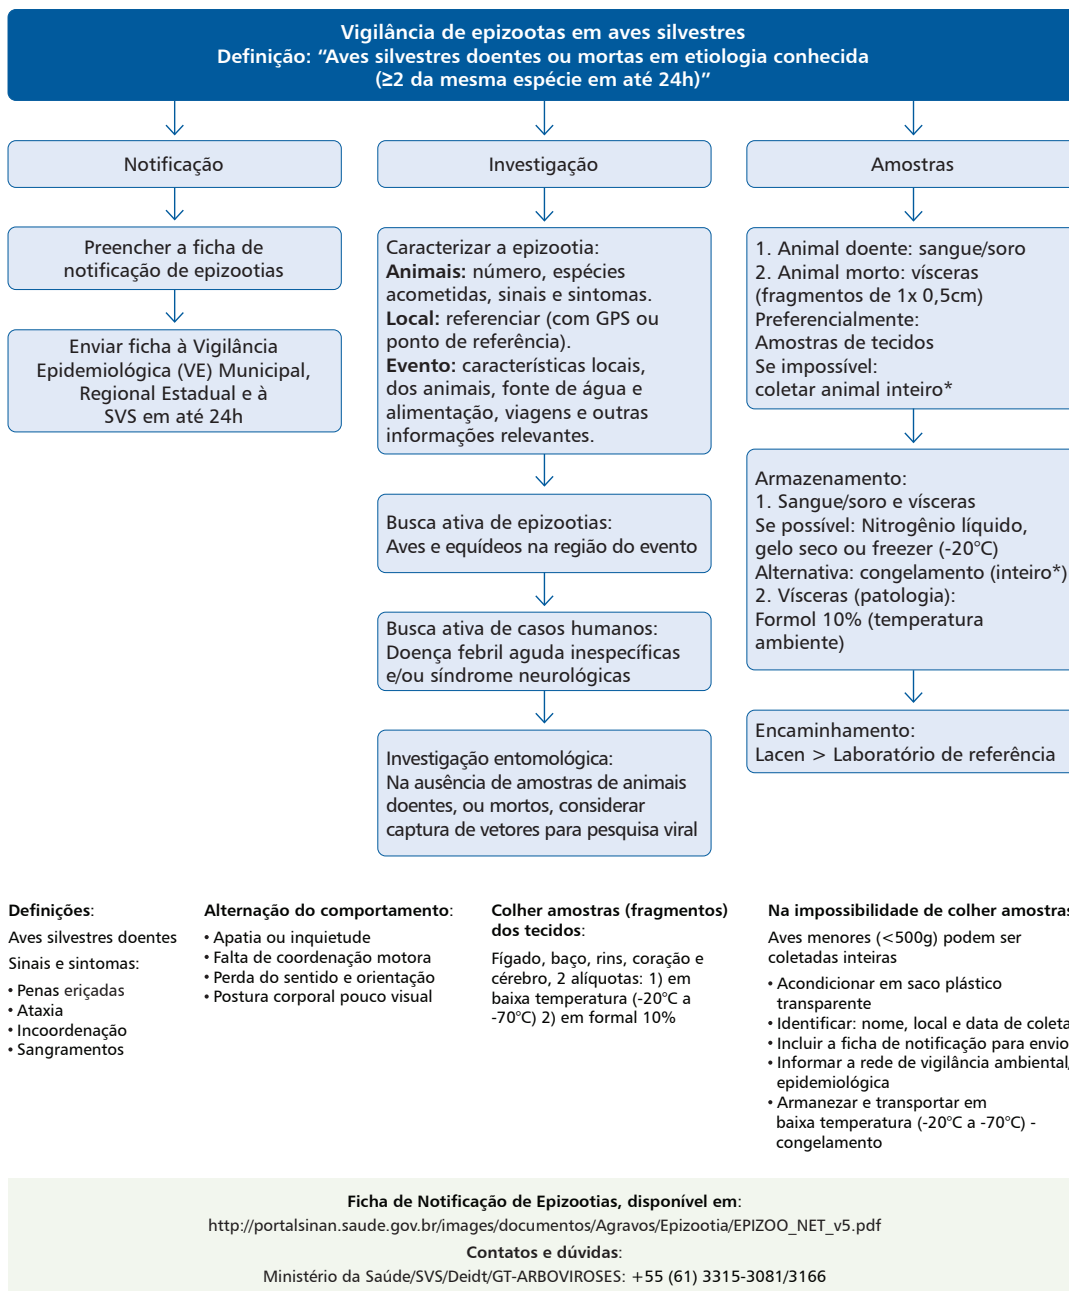 Vigilância de epizootas em aves silvestres
Definição: “Aves silvestres doentes ou mortas em etiologia conhecida
(≥2 da mesma espécie em até 24h)”
Notificação
Preencher a ficha de
notificação de epizootias
Enviar ficha à Vigilância
Epidemiológica (VE) Municipal,
Regional Estadual e à
SVS em até 24h
Investigação
Caracterizar a epizootia:
Animais: número, espécies
acometidas, sinais e sintomas.
Local: referenciar (com GPS ou
ponto de referência).
Evento: características locais,
dos animais, fonte de água e
alimentação, viagens e outras
informações relevantes.
Busca ativa de epizootias:
Aves e equídeos na região do evento
Busca ativa de casos humanos:
Doença febril aguda inespecíficas
e/ou síndrome neurológicas
Investigação entomológica:
Na ausência de amostras de animais
doentes, ou mortos, considerar
captura de vetores para pesquisa viral
Amostras
1. Animal doente: sangue/soro
2. Animal morto: vísceras
(fragmentos de 1x 0,5cm)
Preferencialmente:
Amostras de tecidos
Se impossível:
coletar animal inteiro*
Armazenamento:
1. Sangue/soro e vísceras
Se possível: Nitrogênio líquido,
gelo seco ou freezer (-20°C)
Alternativa: congelamento (inteiro*)
2. Vísceras (patologia):
Formol 10% (temperatura
ambiente)
Encaminhamento:
Lacen > Laboratório de referência
Definições:
Aves silvestres doentes
Sinais e sintomas:
• Penas eriçadas
• Ataxia
• Incoordenação
• Sangramentos
Alternação do comportamento:
• Apatia ou inquietude
• Falta de coordenação motora
• Perda do sentido e orientação
• Postura corporal pouco visual
Colher amostras (fragmentos)
dos tecidos:
Fígado, baço, rins, coração e
cérebro, 2 alíquotas: 1) em
baixa temperatura (-20°C a
-70°C) 2) em formal 10%
Na impossibilidade de colher amostras
Aves menores (<500g) podem ser
coletadas inteiras
• Acondicionar em saco plástico
transparente
• Identificar: nome, local e data de coleta
• Incluir a ficha de notificação para envio
• Informar a rede de vigilância ambiental,
epidemiológica
• Armanezar e transportar em
baixa temperatura (-20°C a -70°C) -
congelamento
Ficha de Notificação de Epizootias, disponível em:
http://portalsinan.saude.gov.br/images/documentos/Agravos/Epizootia/EPIZOO_NET_v5.pdf
Contatos e dúvidas:
Ministério da Saúde/SVS/Deidt/GT-ARBOVIROSES: +55 (61) 3315-3081/3166